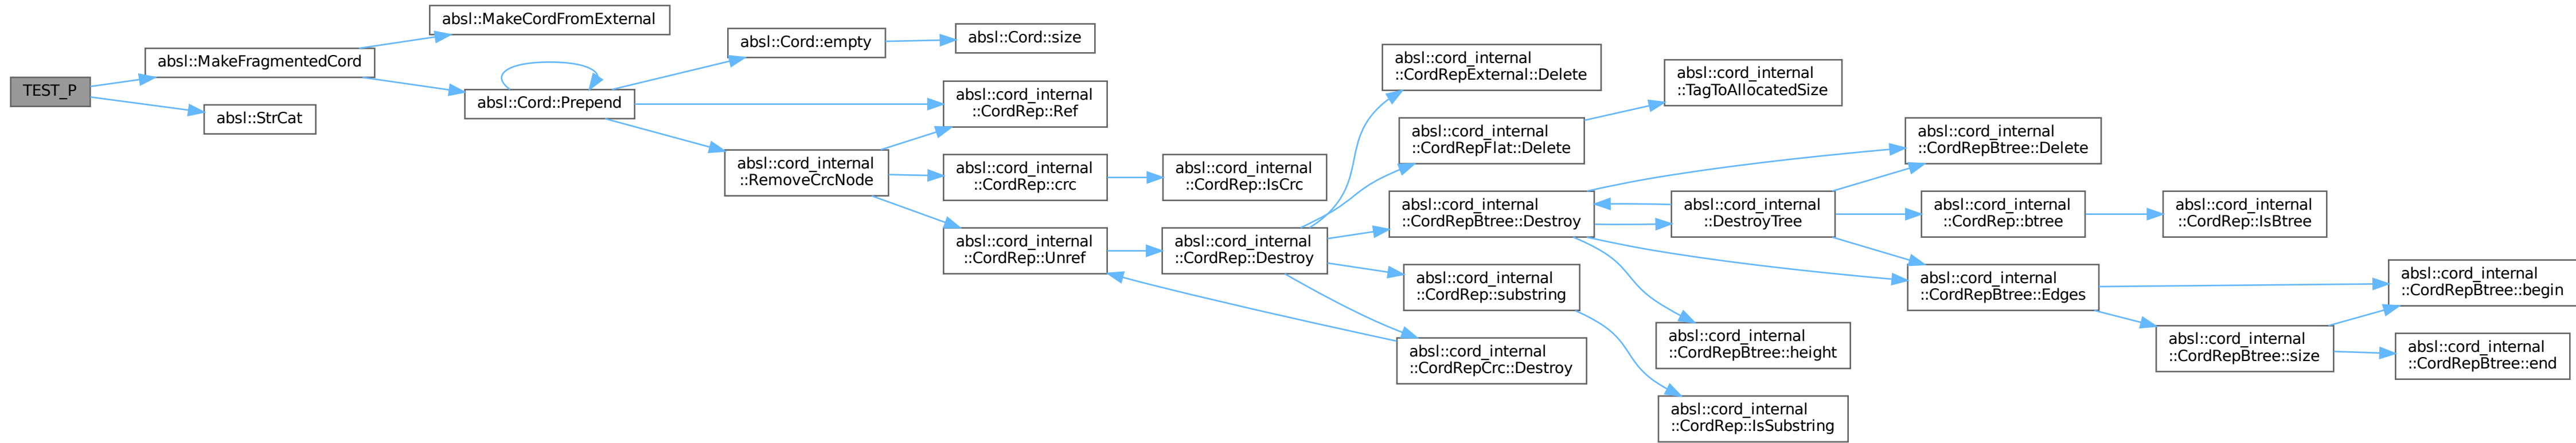 TEST_P
absl::MakeFragmentedCord
absl::StrCat
absl::MakeCordFromExternal
absl::Cord::Prepend
absl::Cord::empty
absl::Cord::size
absl::cord_internal
::CordRep::Ref
absl::cord_internal
::RemoveCrcNode
absl::cord_internal
::CordRep::crc
absl::cord_internal
::CordRep::IsCrc
absl::cord_internal
::CordRep::Unref
absl::cord_internal
::CordRep::Destroy
absl::cord_internal
::CordRepExternal::Delete
absl::cord_internal
::CordRepFlat::Delete
absl::cord_internal
::TagToAllocatedSize
absl::cord_internal
::CordRepBtree::Destroy
absl::cord_internal
::CordRep::substring
absl::cord_internal
::CordRepCrc::Destroy
absl::cord_internal
::DestroyTree
absl::cord_internal
::CordRepBtree::height
absl::cord_internal
::CordRep::IsSubstring
absl::cord_internal
::CordRepBtree::Delete
absl::cord_internal
::CordRep::btree
absl::cord_internal
::CordRep::IsBtree
absl::cord_internal
::CordRepBtree::Edges
absl::cord_internal
::CordRepBtree::size
absl::cord_internal
::CordRepBtree::begin
absl::cord_internal
::CordRepBtree::end